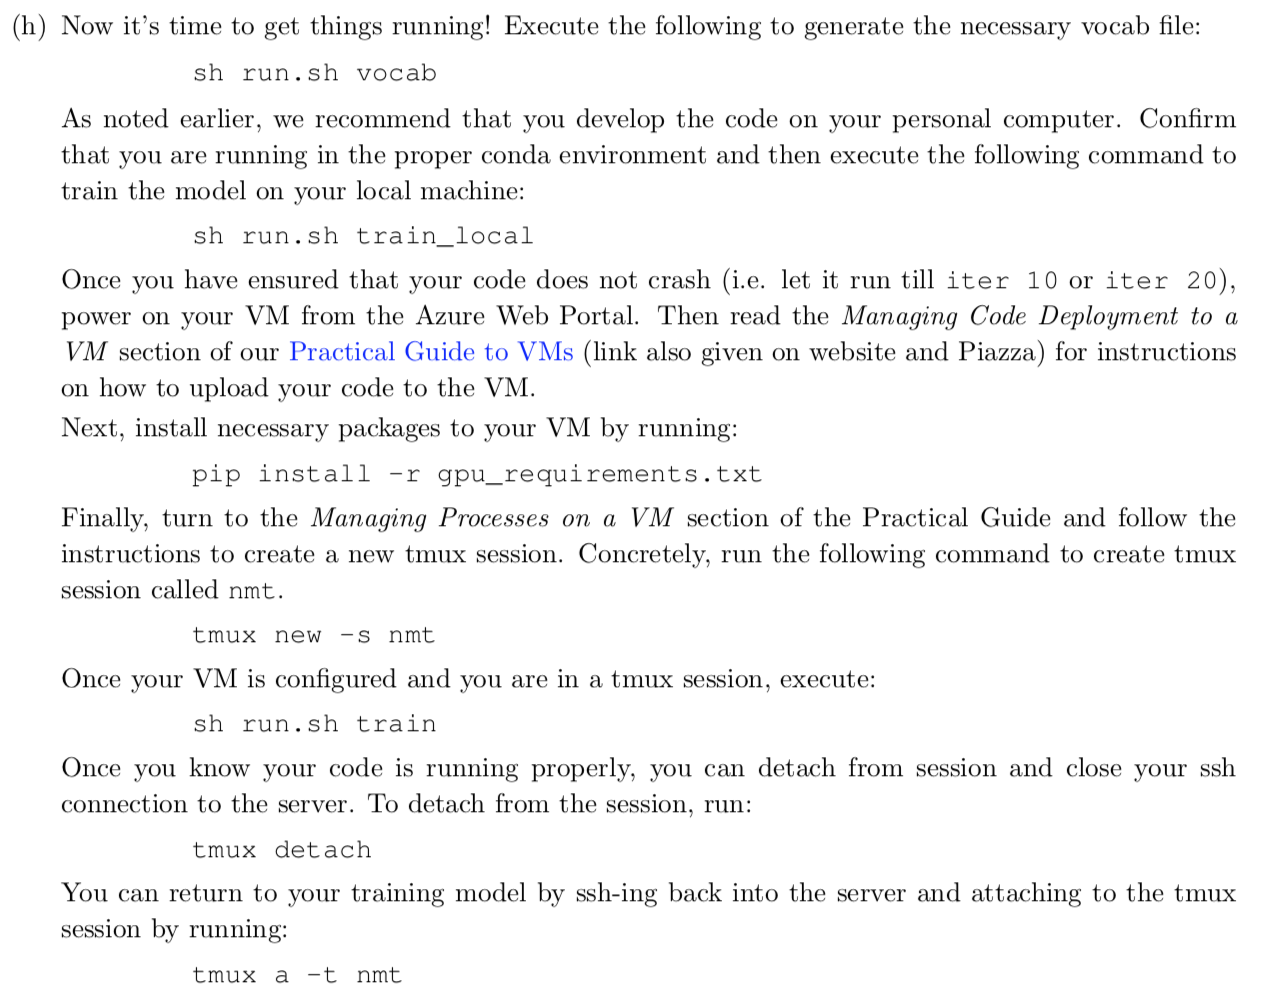 (h) Now it's time to get things running! Execute the following to generate the necessary vocab file:
sh run.sh vocab
As noted earlier, we recommend that you develop the code on your personal computer. Confirm
that you are running in the proper conda environment and then execute the following command to
train the model on your local machine:
sh run.sh train_local
Once you have ensured that your code does not crash (i.e. let it run till iter 10 or iter 20),
power on your VM from the Azure Web Portal. Then read the Managing Code Deployment to a
VM section of our Practical Guide to VMs (link also given on website and Piazza) for instructions
on how to upload your code to the VM.
Next, install necessary packages to your VM by running:
pip install -r gpu_requirements.txt
Finally, turn to the Managing Processes on a VM section of the Practical Guide and follow the
instructions to create a new tmux session. Concretely, run the following command to create tmux
session called nmt.
tmux new -s nmt
Once your VM is configured and you are in a tmux session, execute:
sh run.sh train
Once you know your code is running properly, you can detach from session and close your ssh
connection to the server. To detach from the session, run:
tmux detach
You can return to your training model by ssh-ing back into the server and attaching to the tmux
session by running:
tmux a -t nmt